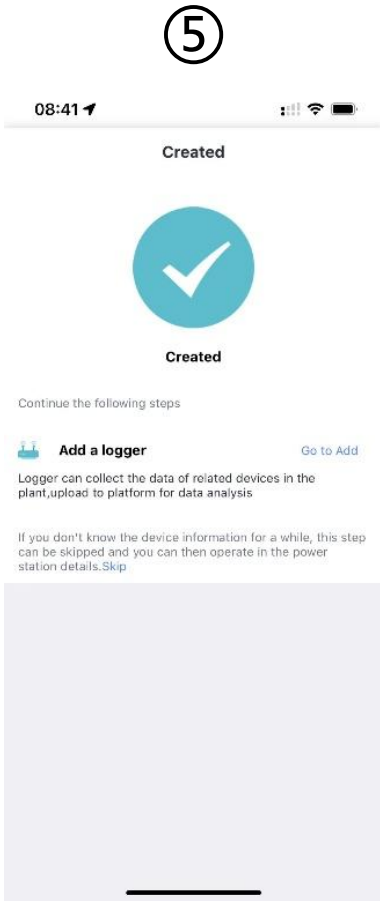 ⑤
08:41
Created
Created
Continue the following steps
Add a logger
Go to Add
Logger can collect the data of related devices in the
plant,upload to platform for data analysis
If you don't know the device information for a while, this step
can be skipped and you can then operate in the power
station details.Skip